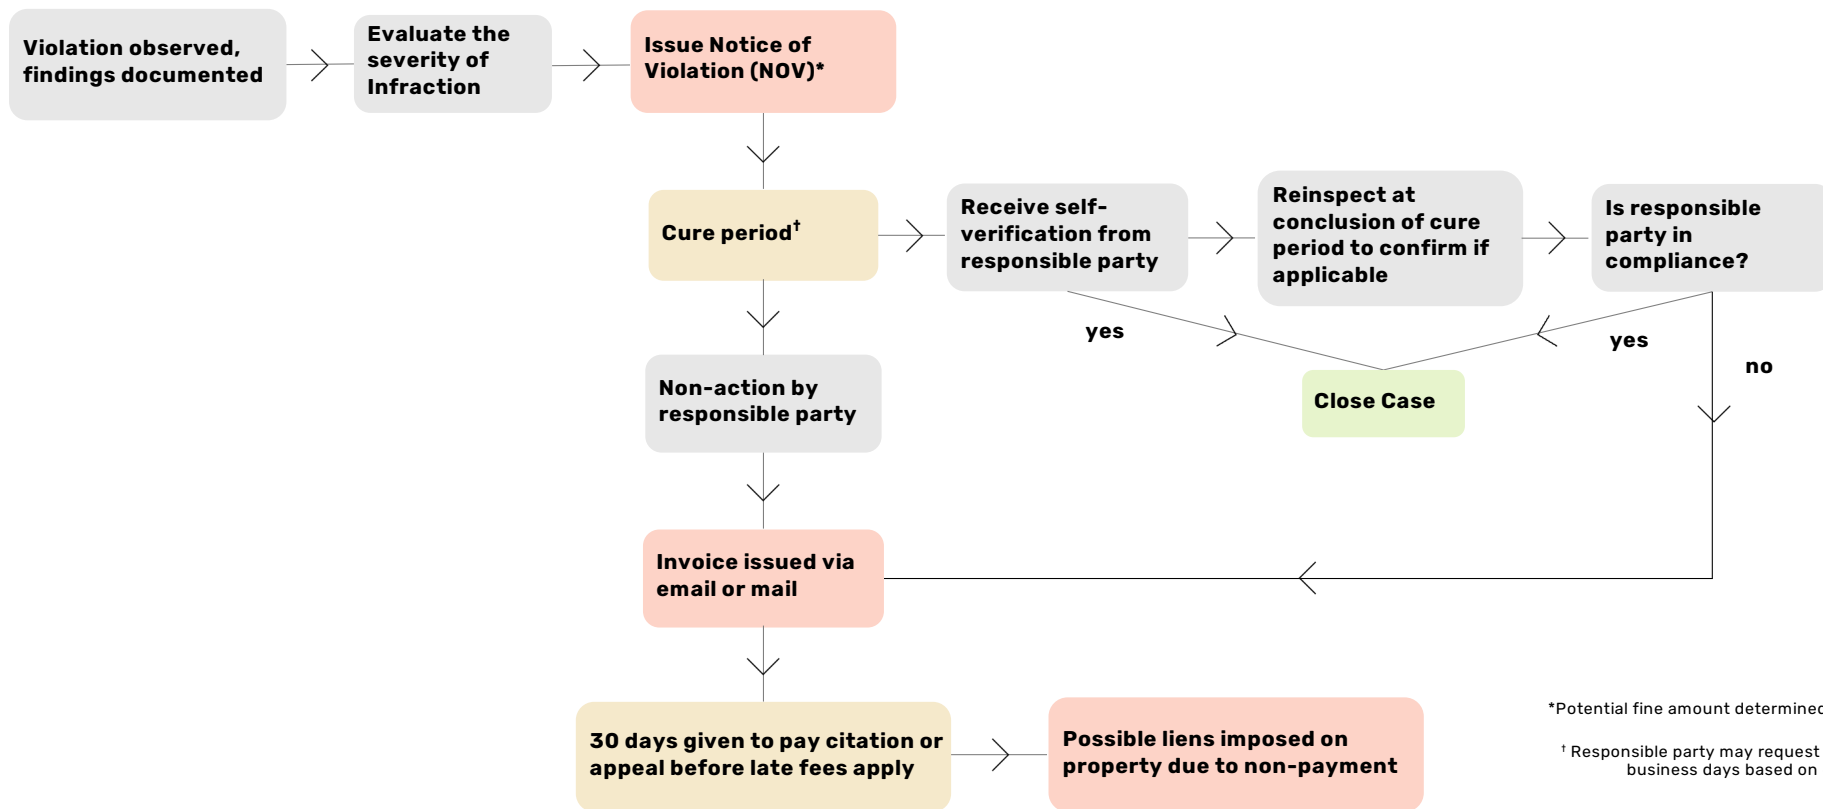 Violation observed,
findings documented
Evaluate the
severity of
Infraction
Issue Notice of
Violation (NOV)*
Cure period†
Receive self-
verification from
responsible party
Reinspect at
conclusion of cure
period to confirm if
applicable
Is responsible
party in
compliance?
yes
yes
no
Close Case
Non-action by
responsible party
Invoice issued via
email or mail
30 days given to pay citation or
appeal before late fees apply
Possible liens imposed on
property due to non-payment
*Potential fine amount determined
† Responsible party may request
business days based on